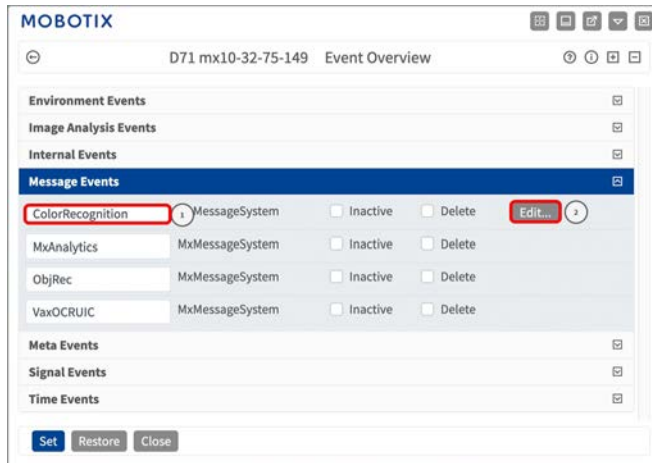 MOBOTIX
D71 mx10-32-75-149 Event Overview
Environment Events
Image Analysis Events
Internal Events
Message Events
ColorRecognition 1 MessageSystem Inactive Delete Edit... 2
MxAnalytics MxMessageSystem Inactive Delete
ObjRec MxMessageSystem Inactive Delete
VaxOCRUIC MxMessageSystem Inactive Delete
Meta Events
Signal Events
Time Events
Set Restore Close